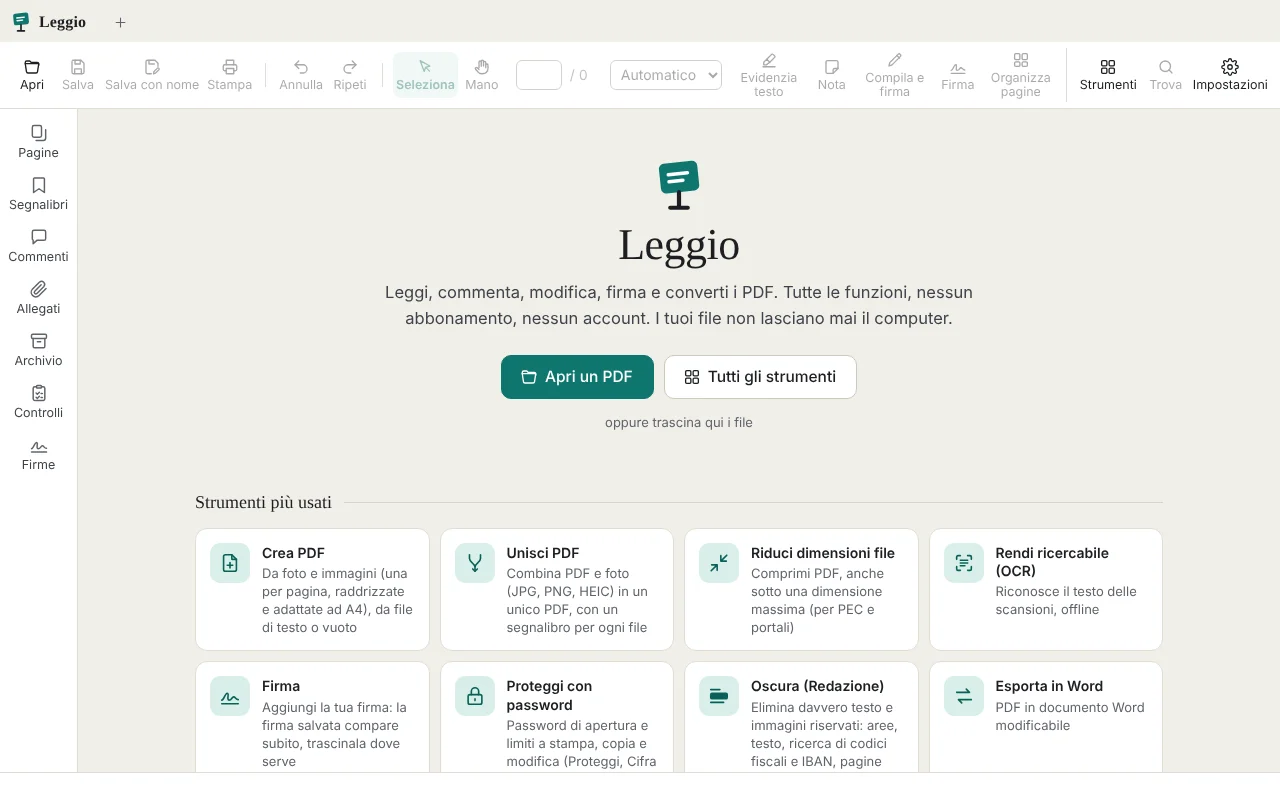 Leggio
Apri
Salva
Salva con nome
Stampa
Annulla
Ripeti
Seleziona
Mano
/ 0
Automatico
Evidenzia
testo
Nota
Compila e
firma
Firma
Organizza
pagine
Strumenti
Trova
Impostazioni
Pagine
Segnalibri
Commenti
Allegati
Archivio
Controlli
Firme
Leggio
Leggi, commenta, modifica, firma e converti i PDF. Tutte le funzioni, nessun
abbonamento, nessun account. I tuoi file non lasciano mai il computer.
Apri un PDF
Tutti gli strumenti
oppure trascina qui i file
Strumenti più usati
Crea PDF
Da foto e immagini (una
per pagina, raddrizzate
e adattate ad A4), da file
di testo o vuoto
Unisci PDF
Combina PDF e foto
(JPG, PNG, HEIC) in un
unico PDF, con un
segnalibro per ogni file
Riduci dimensioni file
Comprimi PDF, anche
sotto una dimensione
massima (per PEC e
portali)
Rendi ricercabile
(OCR)
Riconosce il testo delle
scansioni, offline
Firma
Aggiungi la tua firma: la
firma salvata compare
subito, trascinala dove
serve
Proteggi con
password
Password di apertura e
limiti a stampa, copia e
modifica (Proteggi, Cifra
Oscura (Redazione)
Elimina davvero testo e
immagini riservati: aree,
testo, ricerca di codici
fiscali e IBAN, pagine
Esporta in Word
PDF in documento Word
modificabile